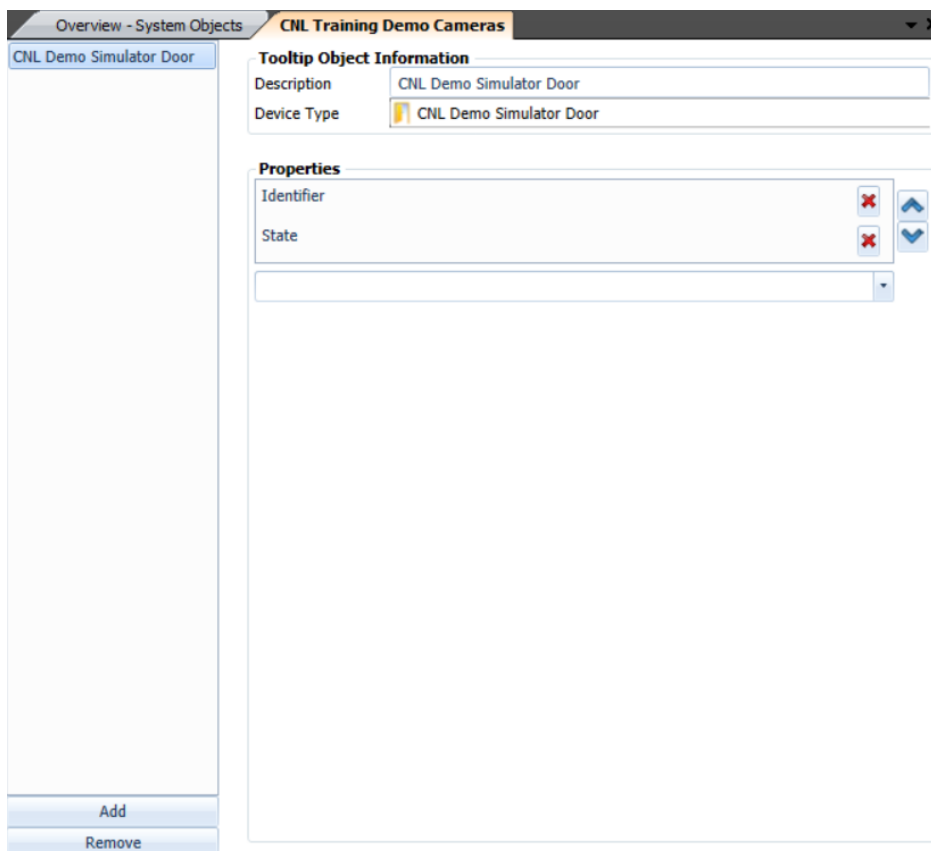 Overview - System Objects
CNL Training Demo Cameras
CNL Demo Simulator Door
Tooltip Object Information
Description
CNL Demo Simulator Door
Device Type
CNL Demo Simulator Door
Properties
Identifier
State
Add
Remove